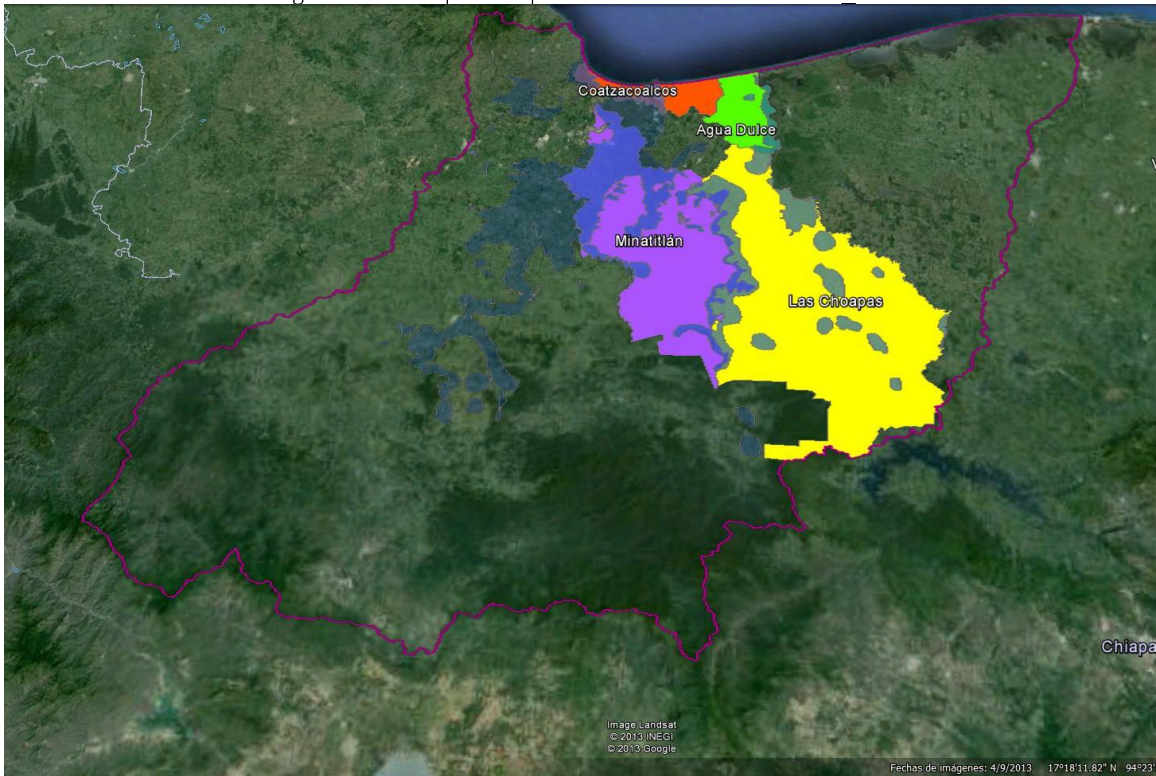 Coatzacoalcos
Agua Dulce
Minatitlán
Las Choapas
Chiapa
Image Landsat
© 2013 INEGI
© 2013 Google
Fechas de imágenes: 4/9/2013 17°18'11.82" N 94°23'